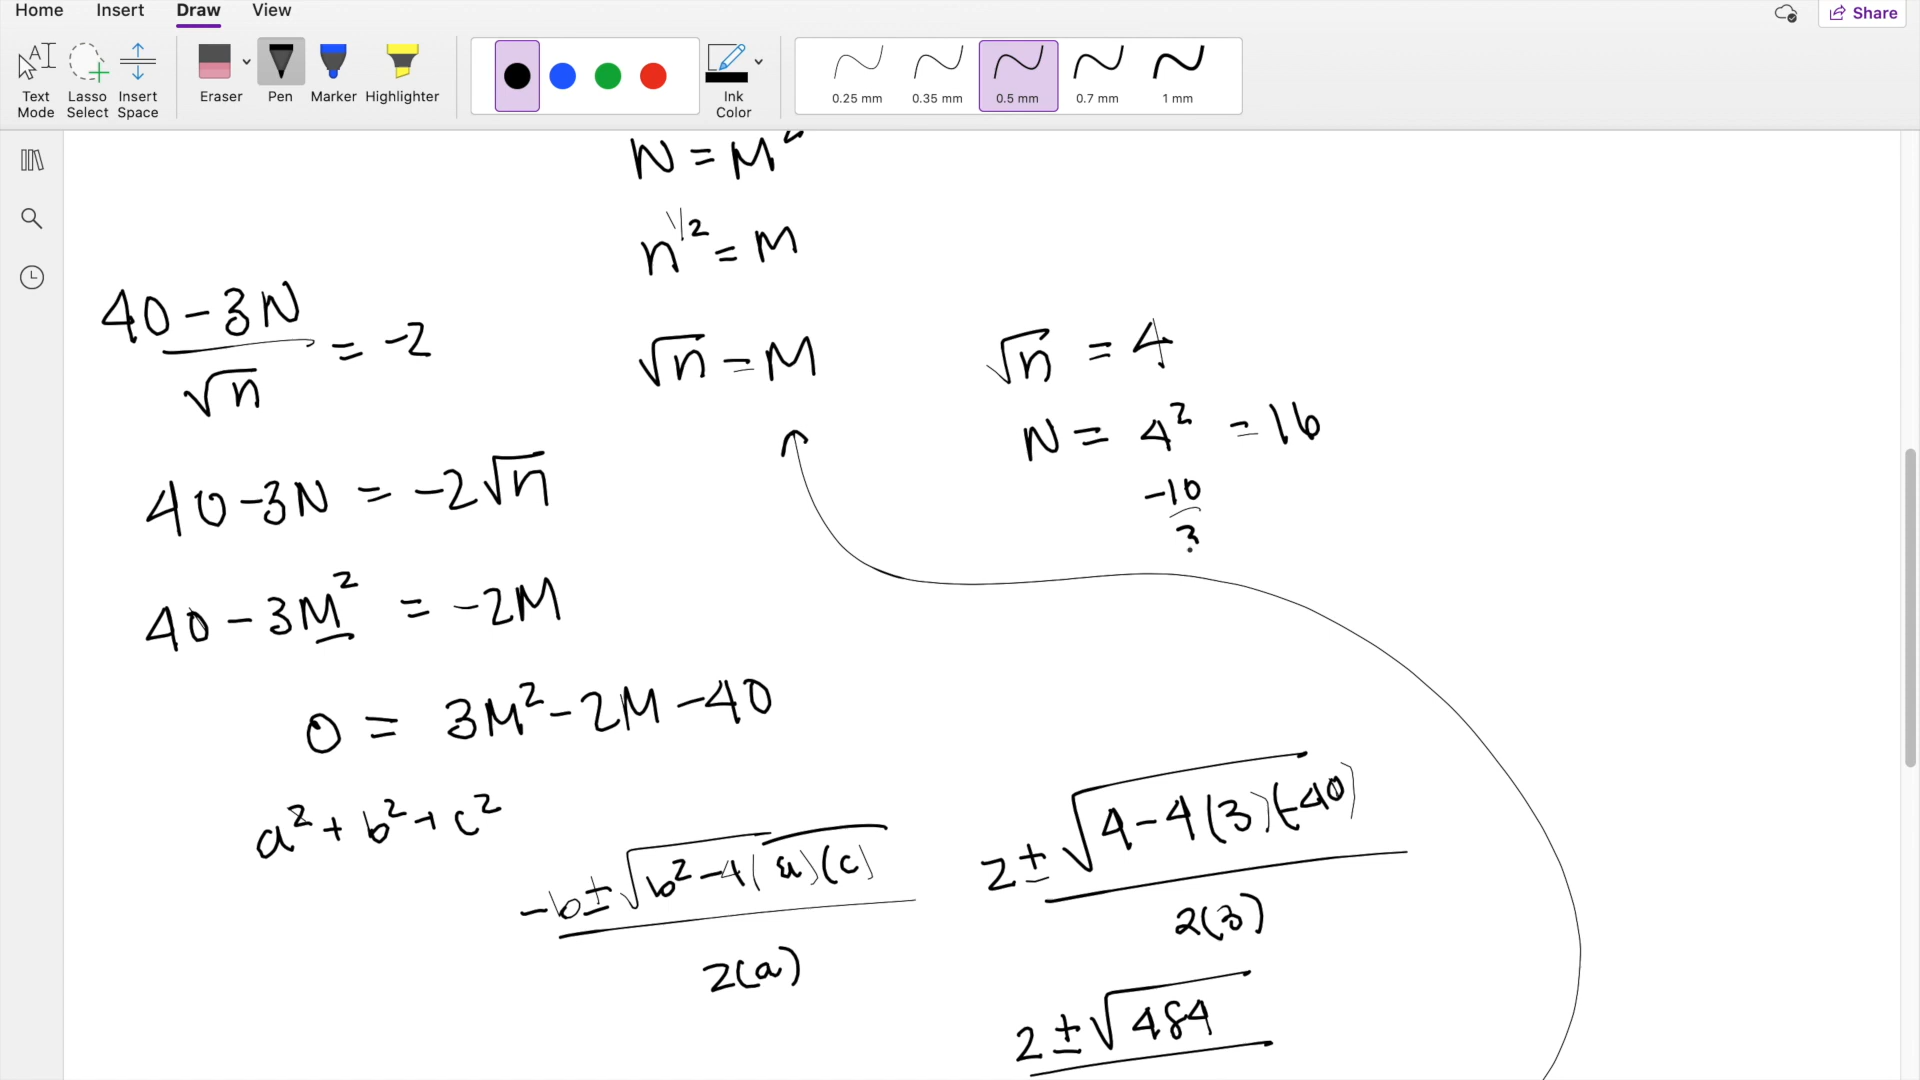 Home Insert Draw View Share
Text Mode Lasso Select Insert Space Eraser Pen Marker Highlighter Ink Color 0.25 mm 0.35 mm 0.5 mm 0.7 mm 1 mm
N = M²
n^1/2 = M
(40-3N)/√n = -2
√n = M
√n = 4
N = 4² = 16
-10/3
40-3N = -2√n
40-3M² = -2M
0 = 3M²-2M-40
a²+b²+c²
(-b±√(b²-4(a)(c)))/2(a)
(2±√(4-4(3)(-40)))/2(3)
2±√484